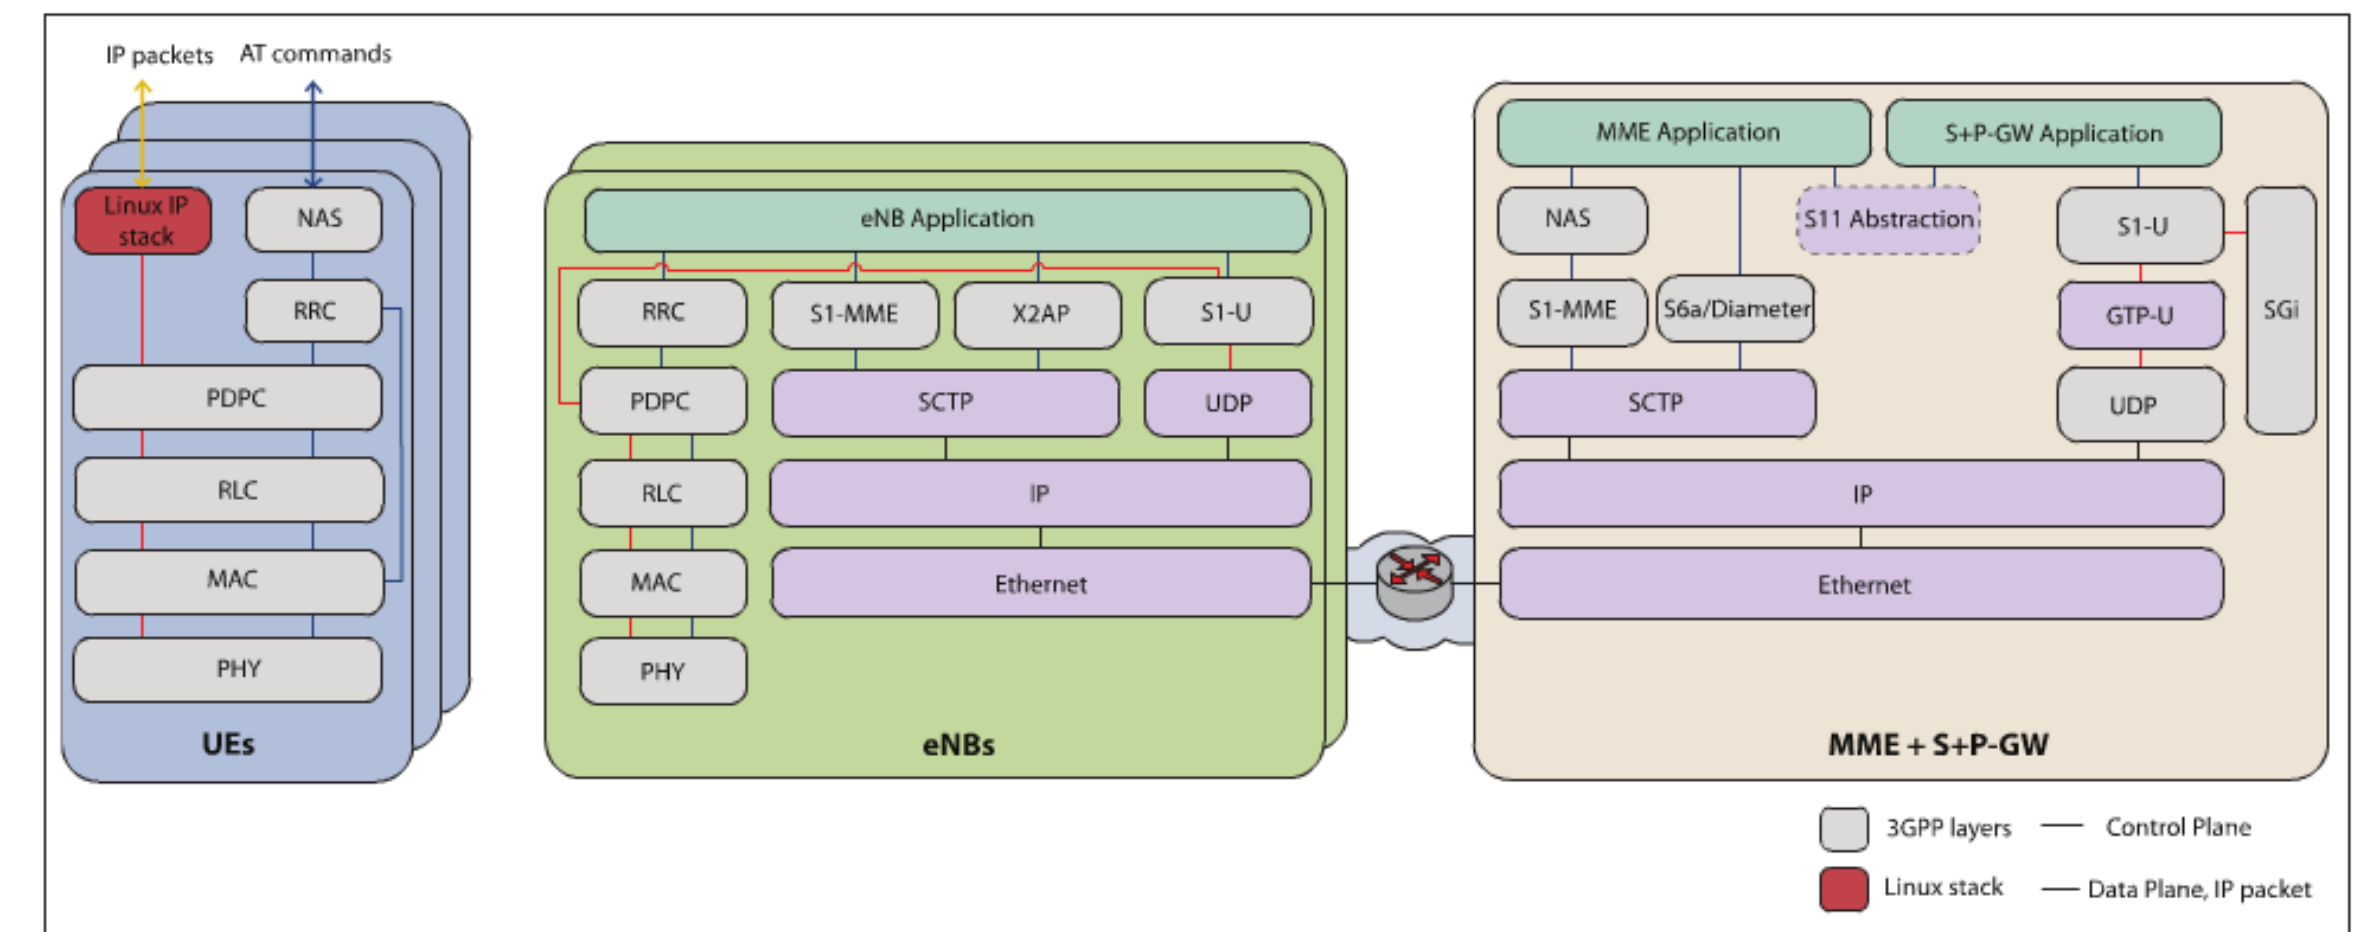 IP packets
AT commands
Linux IP
stack
NAS
RRC
PDPC
RLC
MAC
PHY
UEs
eNB Application
RRC
S1-MME
X2AP
S1-U
PDPC
SCTP
UDP
RLC
IP
MAC
Ethernet
PHY
eNBs
MME Application
S+P-GW Application
NAS
S11 Abstraction
S1-U
S1-MME
S6a/Diameter
GTP-U
SGi
SCTP
UDP
IP
Ethernet
MME + S+P-GW
3GPP layers
Control Plane
Linux stack
Data Plane, IP packet